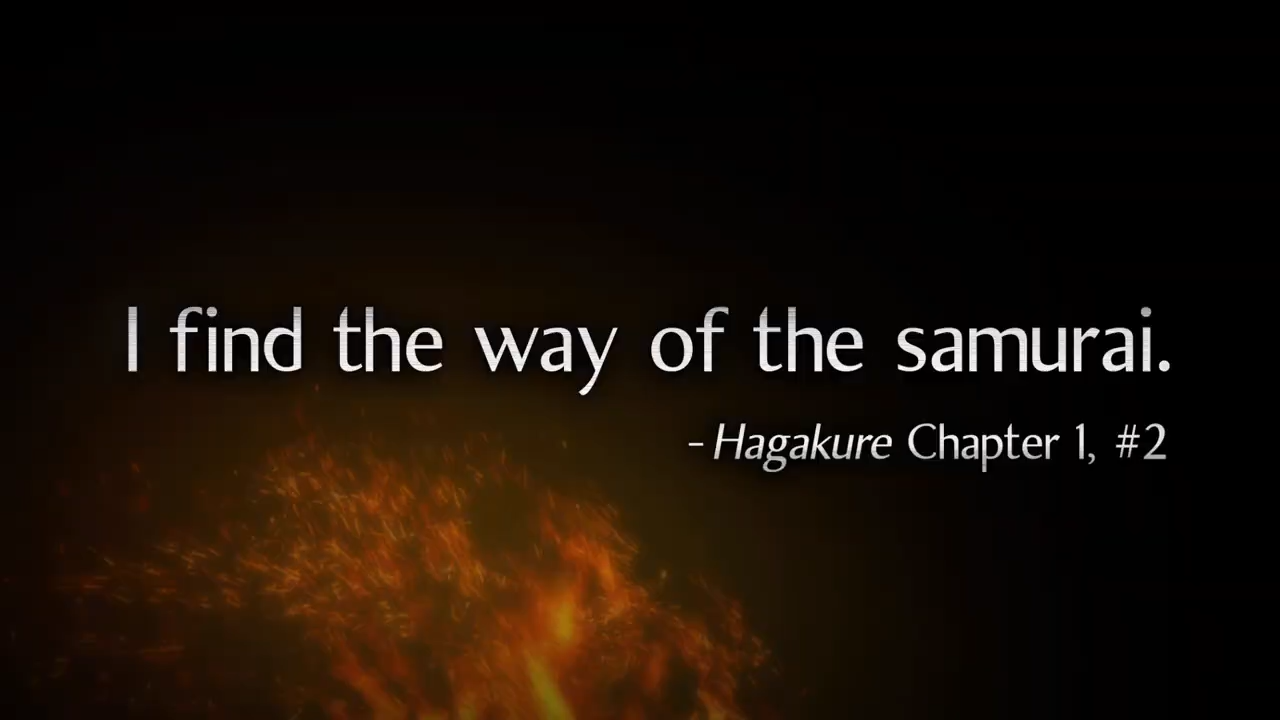 I find the way of the samurai.
-Hagakure Chapter 1, #2